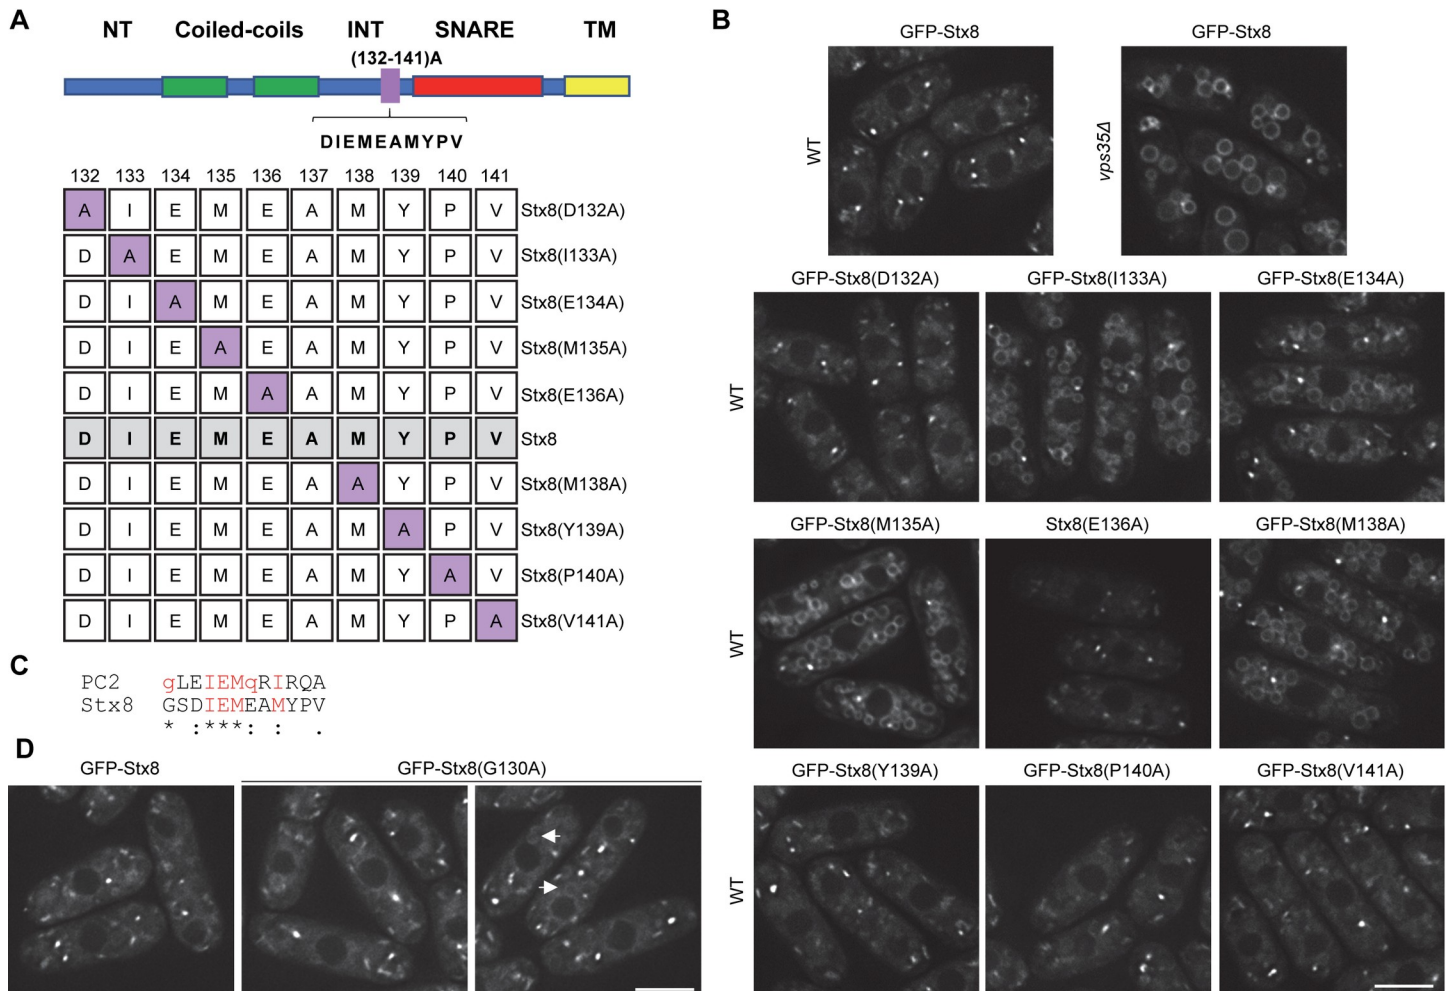 A
NT Coiled-coils INT SNARE TM
(132-141)A
DIEMEAMYPV
132 133 134 135 136 137 138 139 140 141
A I E M E A M Y P V Stx8(D132A)
D A E M E A M Y P V Stx8(I133A)
D I A M E A M Y P V Stx8(E134A)
D I E A E A M Y P V Stx8(M135A)
D I E M A A M Y P V Stx8(E136A)
D I E M E A M Y P V Stx8
D I E M E A A Y P V Stx8(M138A)
D I E M E A M A P V Stx8(Y139A)
D I E M E A M Y A V Stx8(P140A)
D I E M E A M Y P A Stx8(V141A)
B
GFP-Stx8 GFP-Stx8
WT vps35Δ
GFP-Stx8(D132A) GFP-Stx8(I133A) GFP-Stx8(E134A)
WT
GFP-Stx8(M135A) Stx8(E136A) GFP-Stx8(M138A)
WT
GFP-Stx8(Y139A) GFP-Stx8(P140A) GFP-Stx8(V141A)
WT
C
PC2 gLEIEMqRIRQA
Stx8 GSDIEMEAMYPV
* :***: : .
D
GFP-Stx8 GFP-Stx8(G130A)